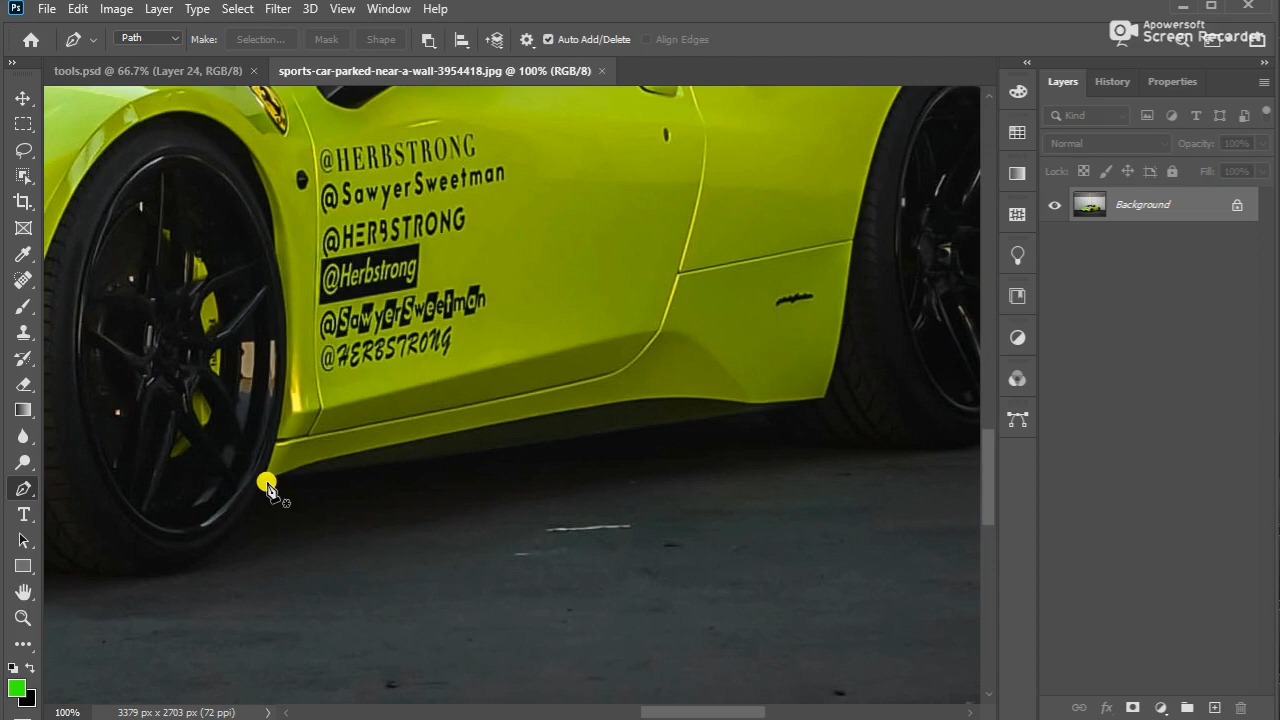 File Edit Image Layer Type Select Filter 3D View Window Help
Apowersoft
Screen Recorder
Path Make: Selection... Mask Shape Auto Add/Delete Align Edges
tools.psd @ 66.7% (Layer 24, RGB/8) sports-car-parked-near-a-wall-3954418.jpg @ 100% (RGB/8)
Layers History Properties
Kind
Normal Opacity: 100%
Lock: Fill: 100%
Background
@HERBSTRONG
@SawyerSweetman
@HERBSTRONG
@Herbstrong
@SawyerSweetman
@HERBSTRONG
100% 3379 px x 2703 px (72 ppi)